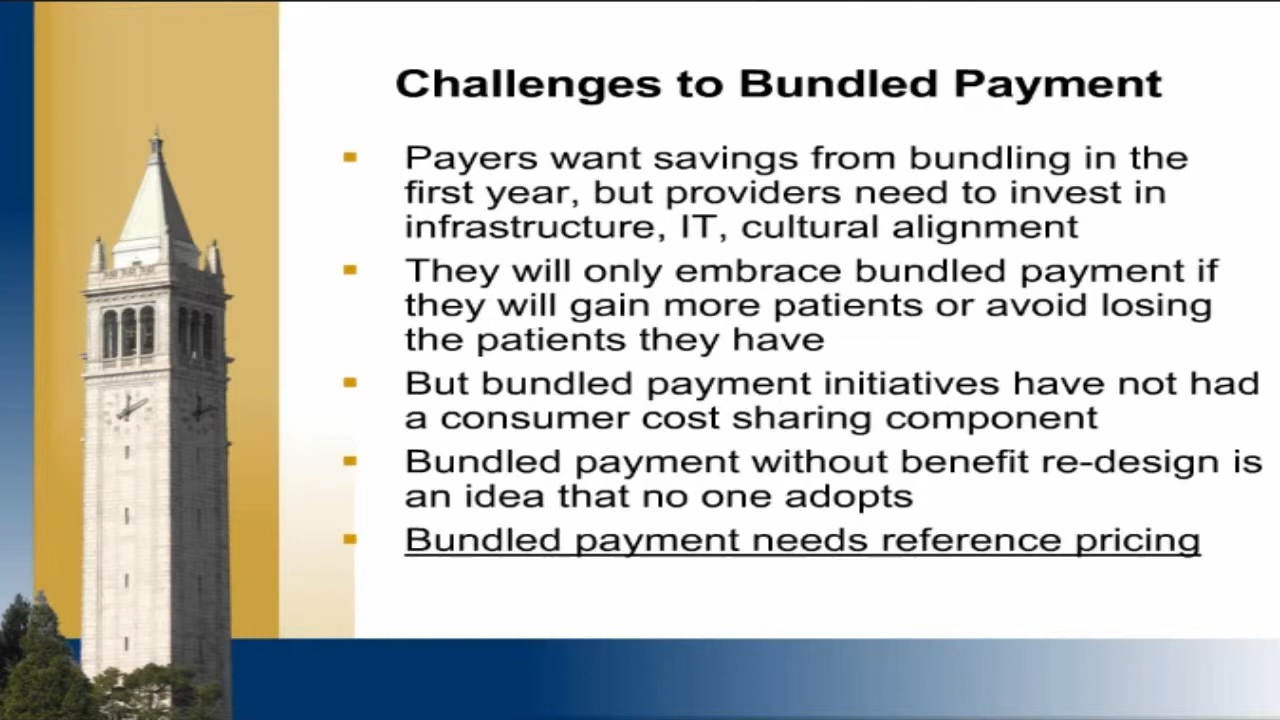 Challenges to Bundled Payment
Payers want savings from bundling in the
first year, but providers need to invest in
infrastructure, IT, cultural alignment
They will only embrace bundled payment if
they will gain more patients or avoid losing
the patients they have
But bundled payment initiatives have not had
a consumer cost sharing component
Bundled payment without benefit re-design is
an idea that no one adopts
Bundled payment needs reference pricing